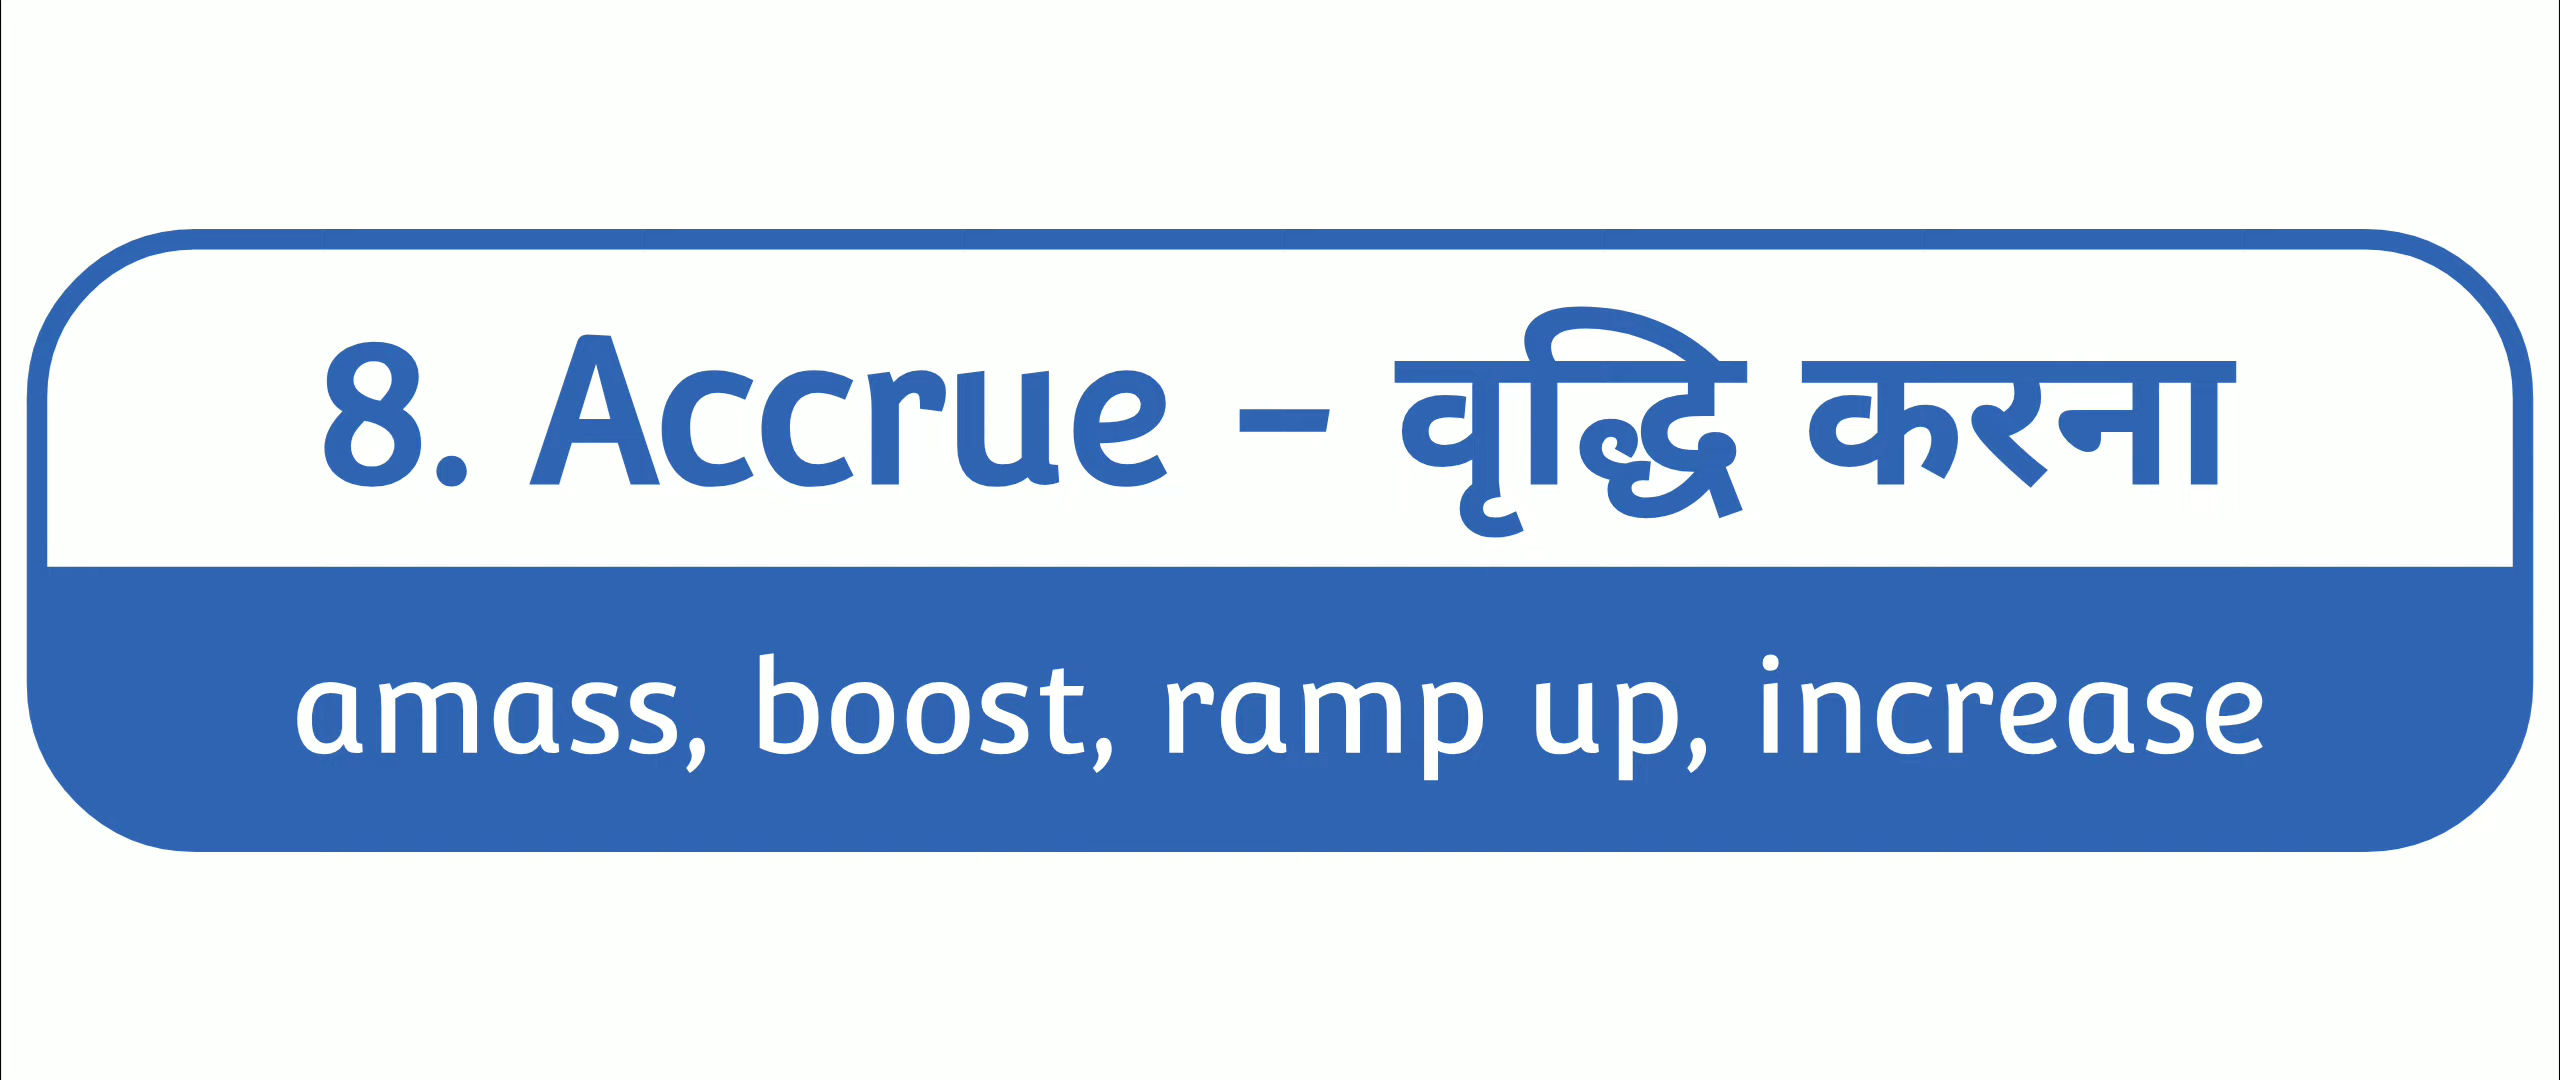 8. Accrue – वृद्धि करना
amass, boost, ramp up, increase